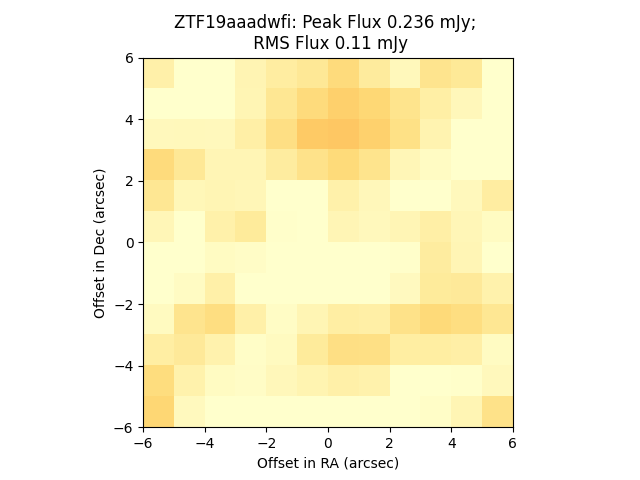 ZTF19aaadwfi: Peak Flux 0.236 mJy;
RMS Flux 0.11 mJy
6
4
2
0
−2
−4
−6
Offset in Dec (arcsec)
−6 −4 −2 0 2 4 6
Offset in RA (arcsec)